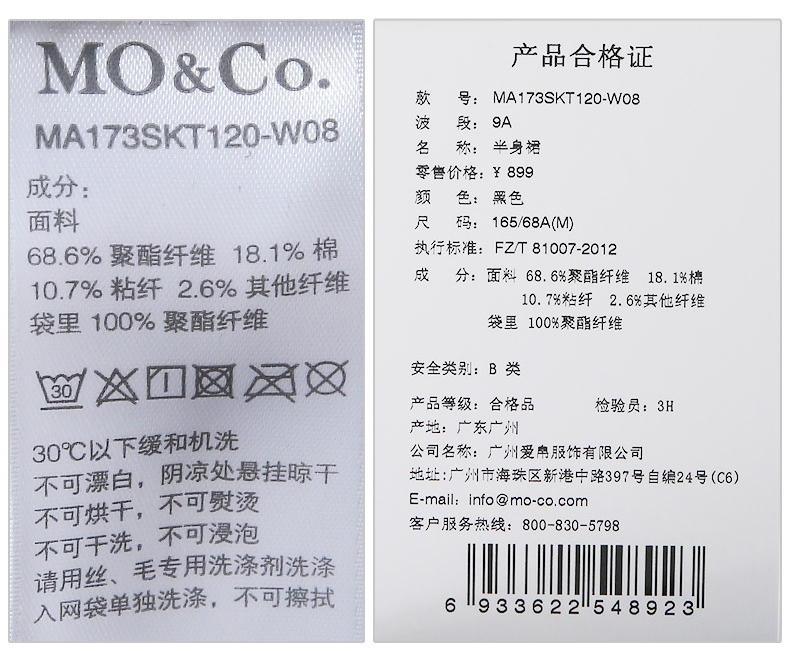 MO&Co.
MA173SKT120-W08
成分：
面料
68.6% 聚酯纤维 18.1% 棉
10.7% 粘纤 2.6% 其他纤维
袋里 100% 聚酯纤维
30
30℃以下缓和机洗
不可漂白，阴凉处悬挂晾干
不可烘干，不可熨烫
不可干洗，不可浸泡
请用丝、毛专用洗涤剂洗涤
入网袋单独洗涤，不可擦拭
产品合格证
款 号：MA173SKT120-W08
波 段：9A
名 称：半身裙
零售价格：¥ 899
颜 色：黑色
尺 码：165/68A(M)
执行标准：FZ/T 81007-2012
成 分：面料 68.6%聚酯纤维 18.1%棉
10.7%粘纤 2.6%其他纤维
袋里 100%聚酯纤维
安全类别：B 类
产品等级：合格品 检验员：3H
产地：广东广州
公司名称：广州爱帛服饰有限公司
地址:广州市海珠区新港中路397号自编24号(C6)
E-mail: info@mo-co.com
客户服务热线：800-830-5798
6 933622 548923